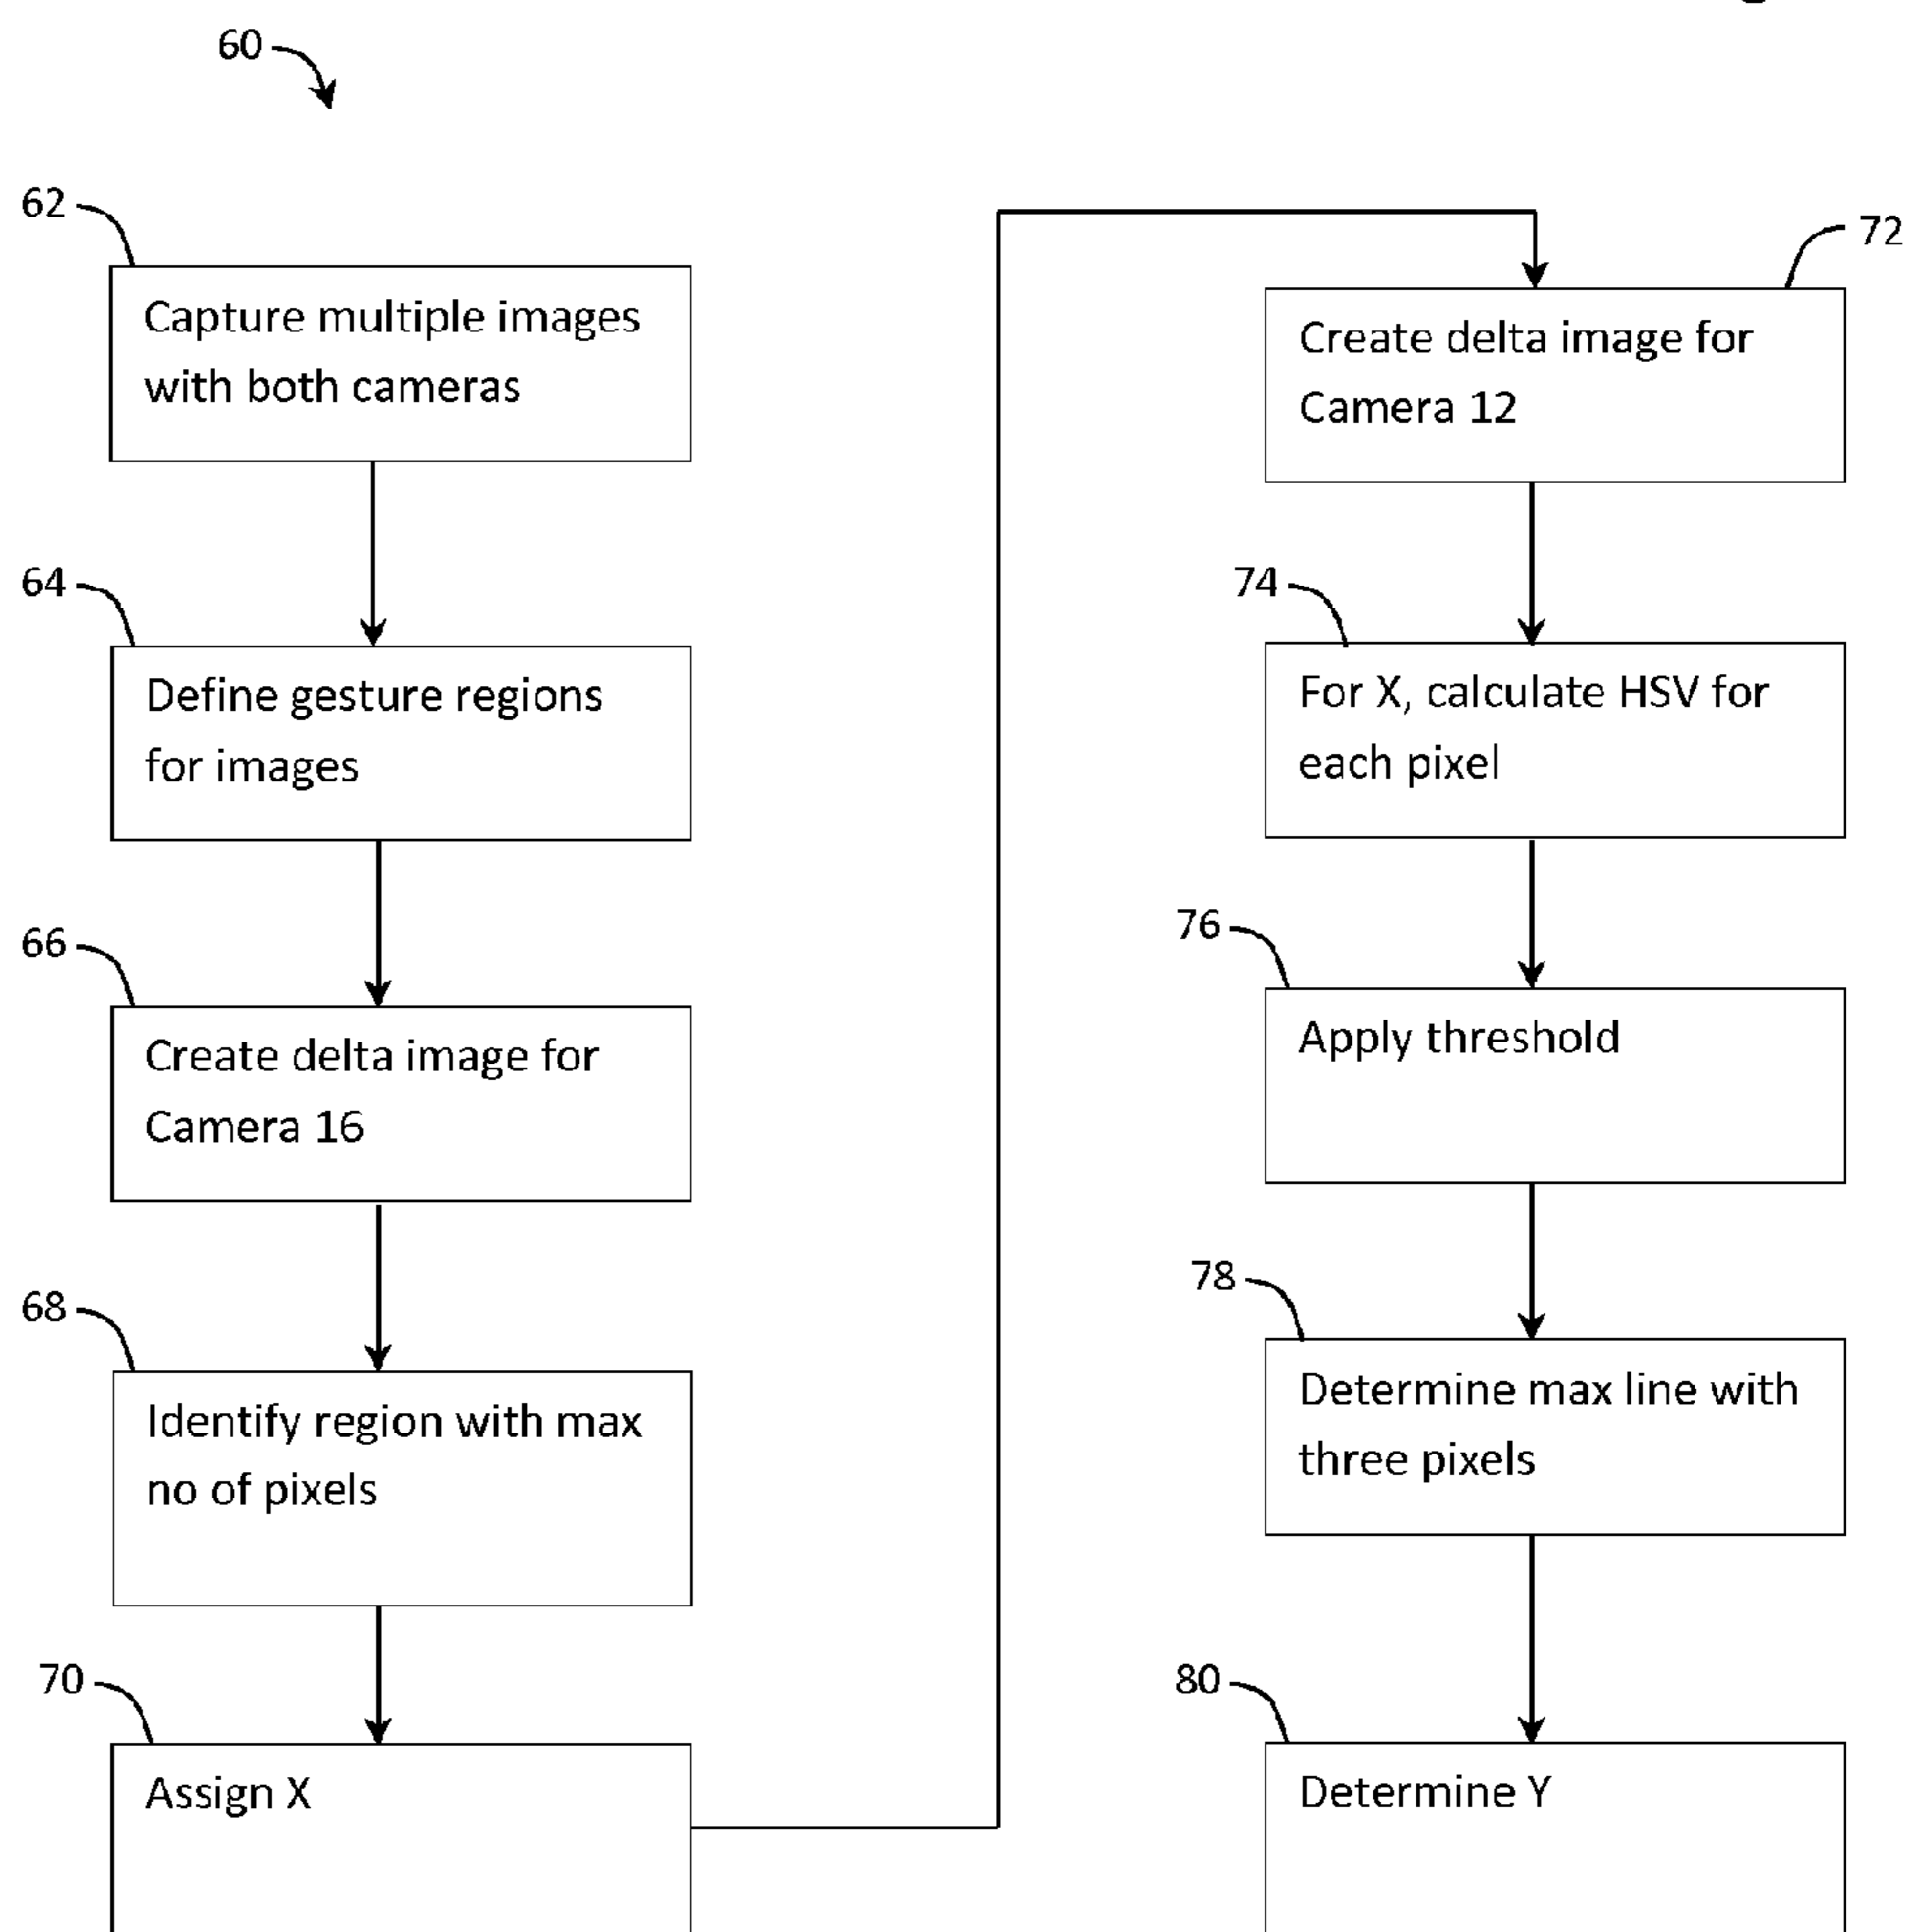 60
62
Capture multiple images
with both cameras
64
Define gesture regions
for images
66
Create delta image for
Camera 16
68
Identify region with max
no of pixels
70
Assign X
72
Create delta image for
Camera 12
74
For X, calculate HSV for
each pixel
76
Apply threshold
78
Determine max line with
three pixels
80
Determine Y